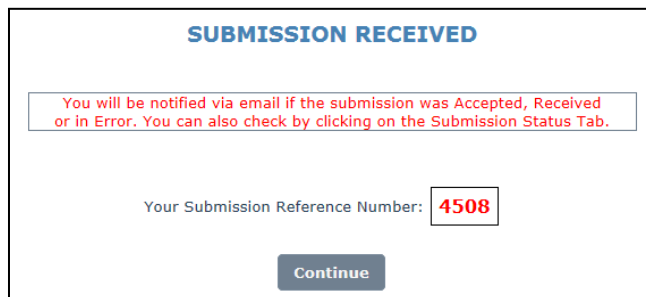 SUBMISSION RECEIVED
You will be notified via email if the submission was Accepted, Received
or in Error. You can also check by clicking on the Submission Status Tab.
Your Submission Reference Number: 4508
Continue